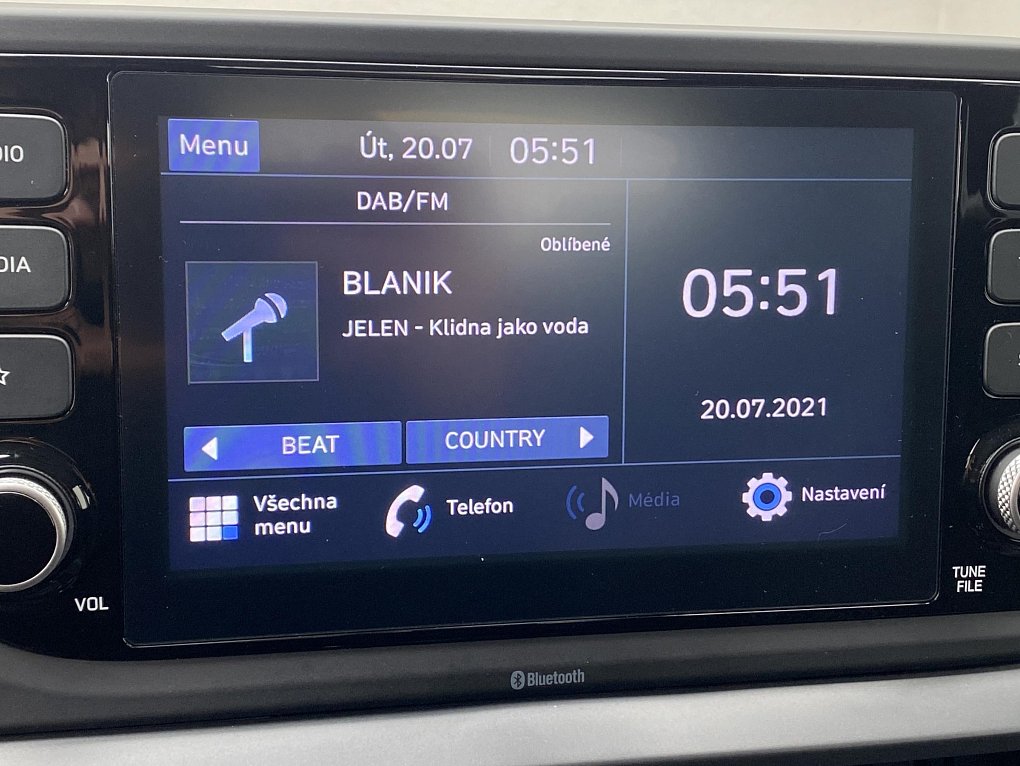 Menu
Út, 20.07
05:51
DAB/FM
Oblíbené
BLANIK
JELEN - Klidna jako voda
BEAT
COUNTRY
05:51
20.07.2021
Všechna
menu
Telefon
Média
Nastavení
DIO
DIA
VOL
TUNE
FILE
Bluetooth